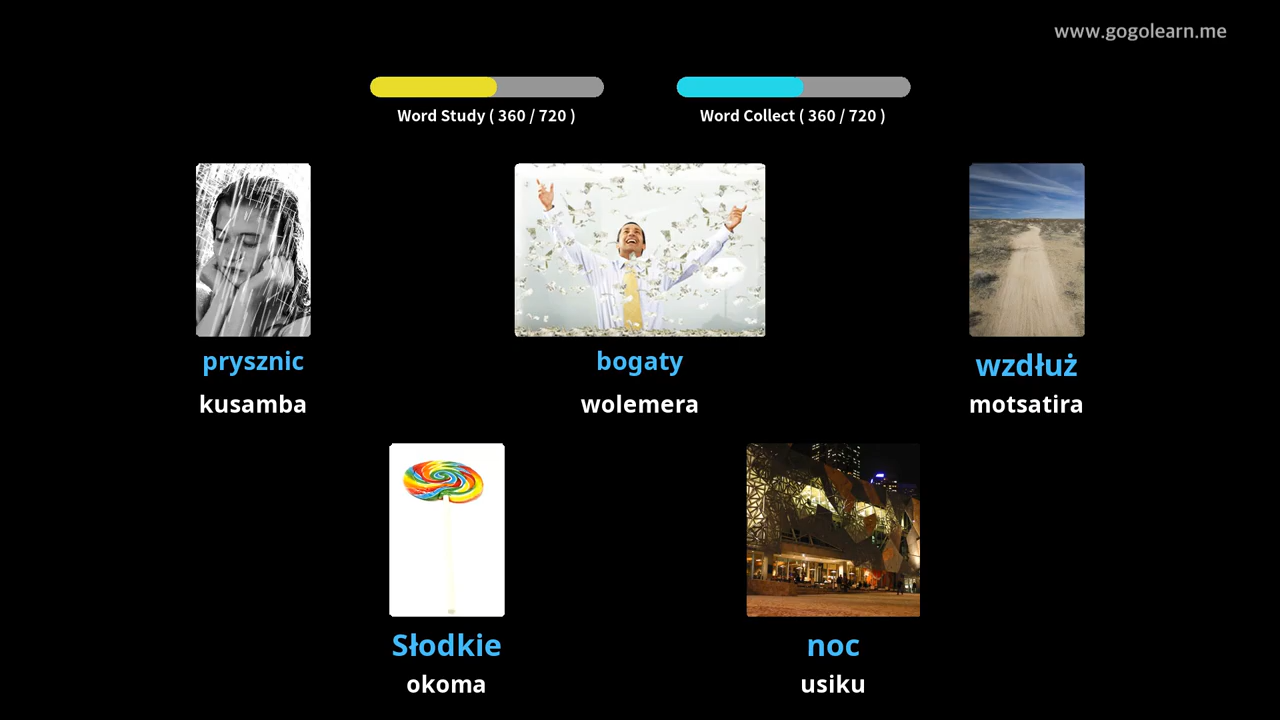 www.gogolearn.me
Word Study ( 360 / 720 )
Word Collect ( 360 / 720 )
prysznic
kusamba
bogaty
wolemera
wzdłuż
motsatira
Słodkie
okoma
noc
usiku